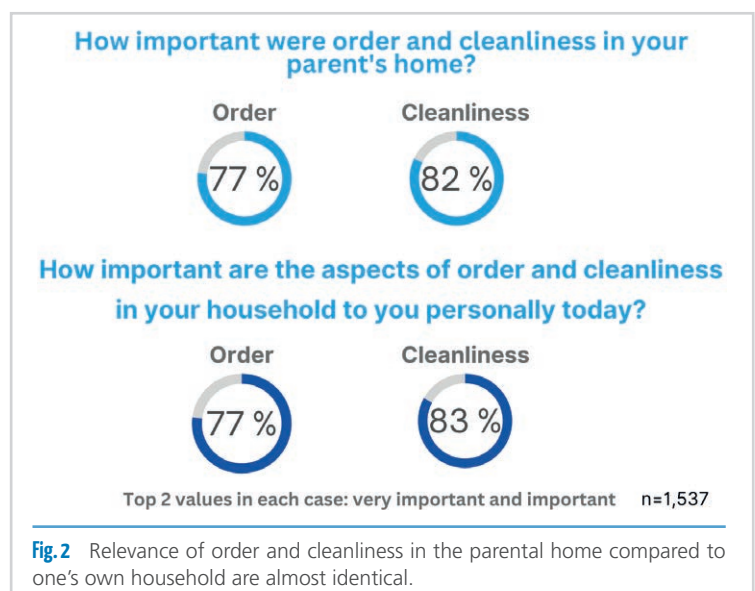 How important were order and cleanliness in your
parent's home?
Order Cleanliness
77 % 82 %
How important are the aspects of order and cleanliness
in your household to you personally today?
Order Cleanliness
77 % 83 %
Top 2 values in each case: very important and important n=1,537
Fig. 2 Relevance of order and cleanliness in the parental home compared to
one's own household are almost identical.